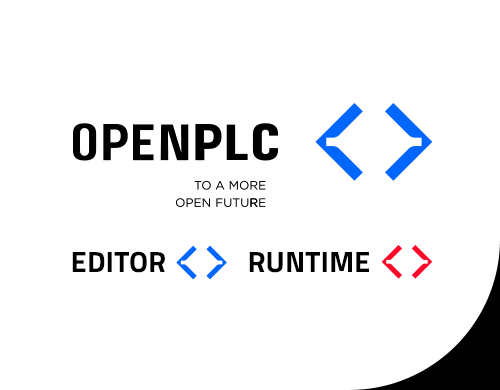 OPENPLC
TO A MORE
OPEN FUTURE
EDITOR
RUNTIME